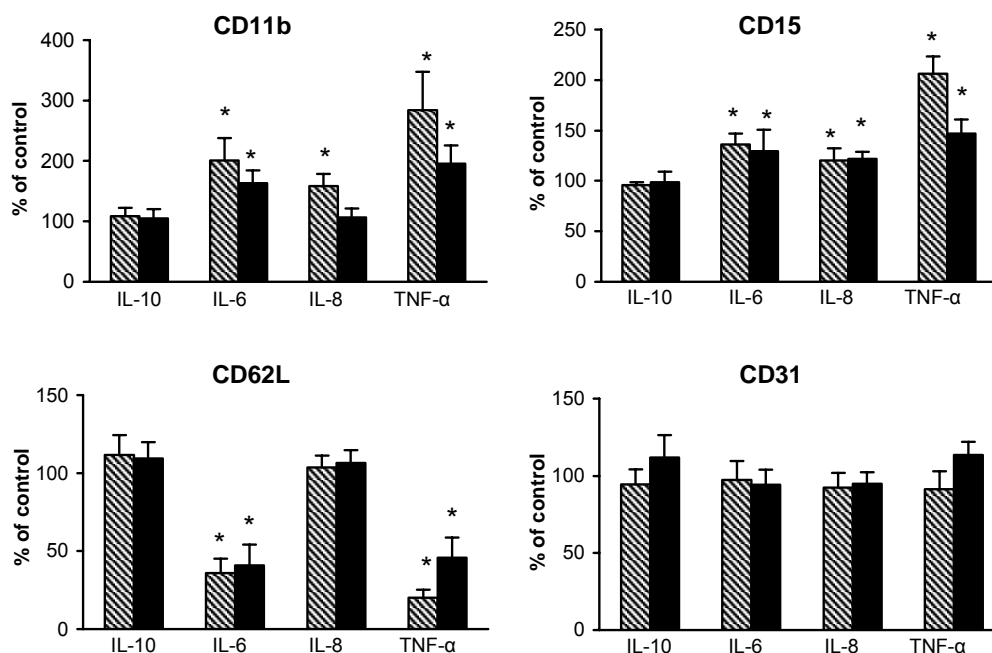 CD11b
400
300
200
100
0
% of control
*
*
*
*
*
IL-10 IL-6 IL-8 TNF-α
CD15
250
200
150
100
50
0
% of control
*
*
*
*
*
*
IL-10 IL-6 IL-8 TNF-α
CD62L
150
100
50
0
% of control
*
*
*
*
IL-10 IL-6 IL-8 TNF-α
CD31
150
100
50
0
% of control
IL-10 IL-6 IL-8 TNF-α